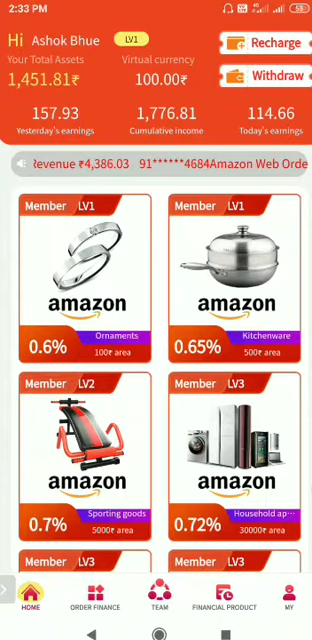 2:33 PM
59
Hi Ashok Bhue LV1
Recharge
Your Total Assets
Virtual currency
1,451.81₹
100.00₹
Withdraw
157.93
1,776.81
114.66
Yesterday's earnings
Cumulative income
Today's earnings
Revenue ₹4,386.03 91******4684Amazon Web Orde
Member LV1
amazon
Ornaments
0.6%
100₹ area
Member LV1
amazon
Kitchenware
0.65%
500₹ area
Member LV2
amazon
Sporting goods
0.7%
5000₹ area
Member LV3
amazon
Household ap···
0.72%
30000₹ area
Member LV3
Member LV3
HOME
ORDER FINANCE
TEAM
FINANCIAL PRODUCT
MY